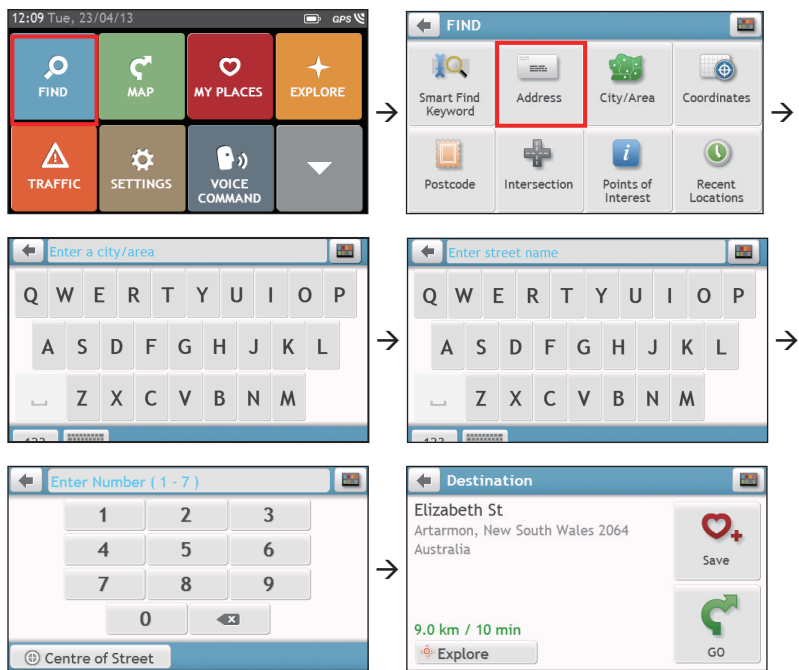 12:09 Tue, 23/04/13 GPS
FIND
MAP
MY PLACES
EXPLORE
TRAFFIC
SETTINGS
VOICE
COMMAND
→
FIND
Smart Find
Keyword
Address
City/Area
Coordinates
Postcode
Intersection
Points of
Interest
Recent
Locations
→
Enter a city/area
Q W E R T Y U I O P
A S D F G H J K L
Z X C V B N M
123
→
Enter street name
Q W E R T Y U I O P
A S D F G H J K L
Z X C V B N M
123
→
Enter Number ( 1 - 7 )
1 2 3
4 5 6
7 8 9
0
Centre of Street
→
Destination
Elizabeth St
Artarmon, New South Wales 2064
Australia
Save
9.0 km / 10 min
Explore
GO